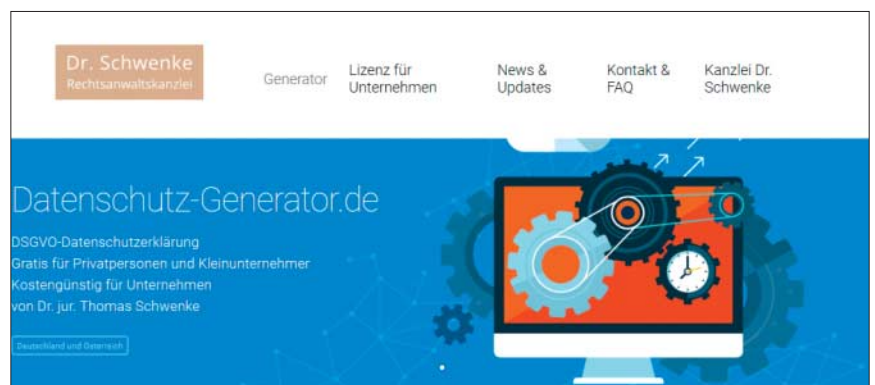 Dr. Schwenke
Rechtsanwaltskanzlei
Generator
Lizenz für
Unternehmen
News &
Updates
Kontakt &
FAQ
Kanzlei Dr.
Schwenke
Datenschutz-Generator.de
DSGVO-Datenschutzerklärung
Gratis für Privatpersonen und Kleinunternehmer
Kostengünstig für Unternehmen
von Dr. jur. Thomas Schwenke
Deutschland und Österreich